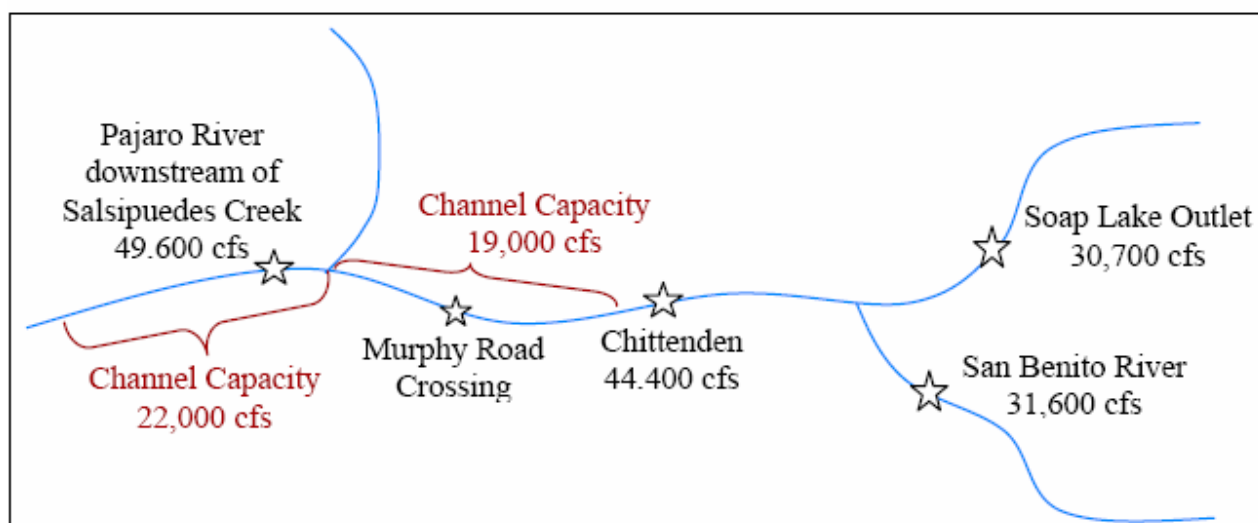 Pajaro River
downstream of
Salsipuedes Creek
49.600 cfs
Channel Capacity
19,000 cfs
Soap Lake Outlet
30,700 cfs
Murphy Road
Crossing
Chittenden
44.400 cfs
San Benito River
31,600 cfs
Channel Capacity
22,000 cfs